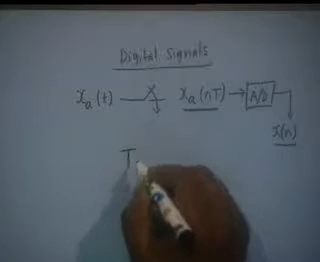 Digital Signals
xa(t) xa(nT) → A/D
x(n)
T